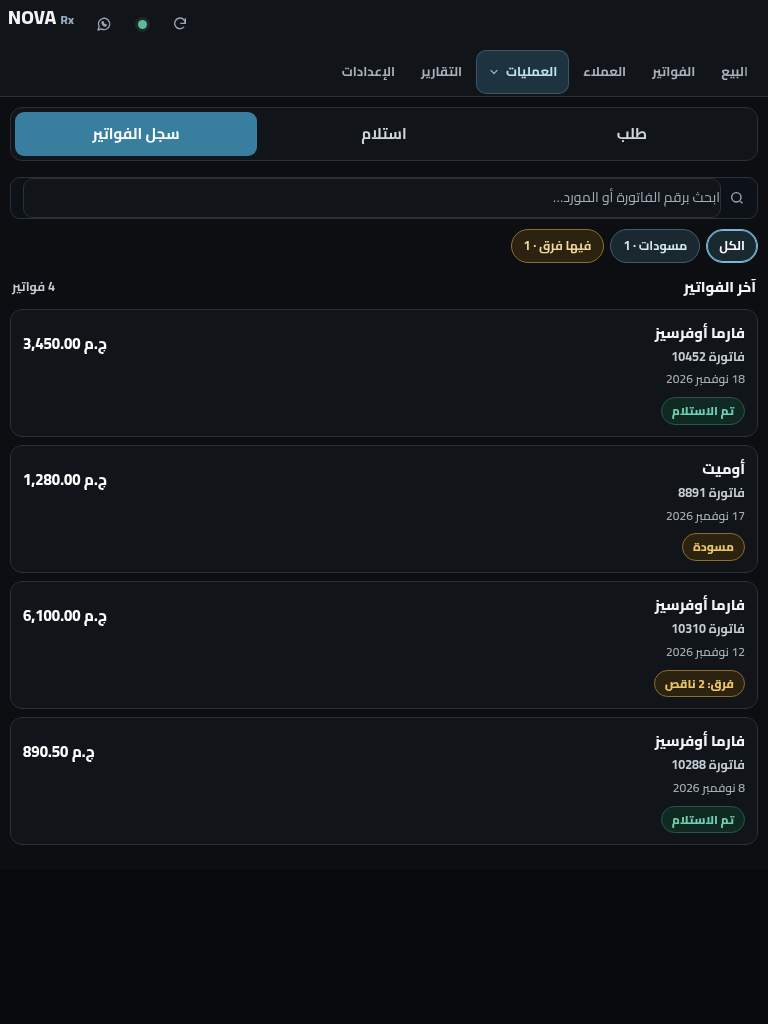 NOVA Rx
البيع
الفواتير
العملاء
العمليات
التقارير
الإعدادات
طلب
استلام
سجل الفواتير
ابحث برقم الفاتورة أو المورد...
الكل
مسودات · 1
فيها فرق · 1
آخر الفواتير
4 فواتير
فارما أوفرسيز
3,450.00 ج.م
فاتورة 10452
18 نوفمبر 2026
تم الاستلام
أوميت
1,280.00 ج.م
فاتورة 8891
17 نوفمبر 2026
مسودة
فارما أوفرسيز
6,100.00 ج.م
فاتورة 10310
12 نوفمبر 2026
فرق: 2 ناقص
فارما أوفرسيز
890.50 ج.م
فاتورة 10288
8 نوفمبر 2026
تم الاستلام